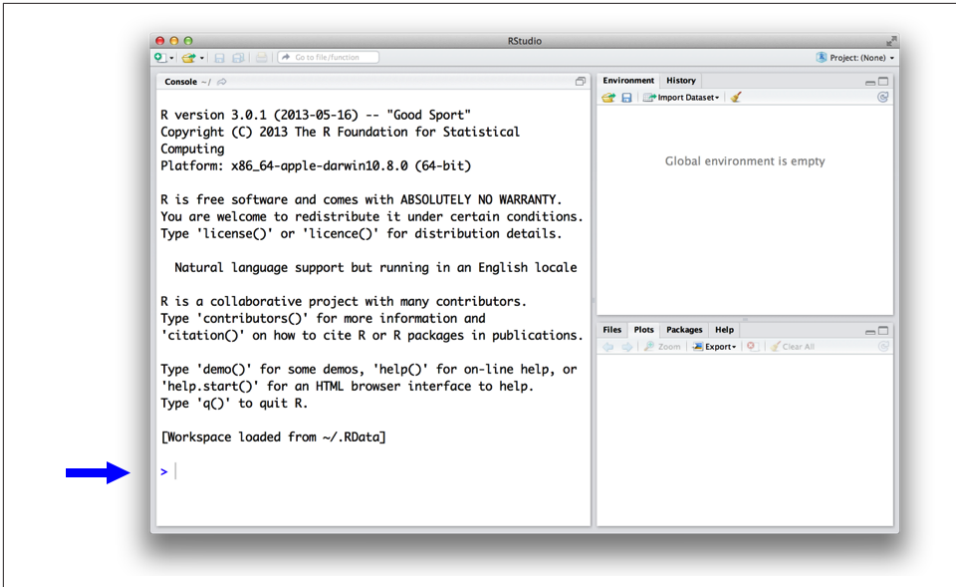 RStudio
Go to file/function
Project: (None)
Console ~/
R version 3.0.1 (2013-05-16) -- "Good Sport"
Copyright (C) 2013 The R Foundation for Statistical
Computing
Platform: x86_64-apple-darwin10.8.0 (64-bit)
R is free software and comes with ABSOLUTELY NO WARRANTY.
You are welcome to redistribute it under certain conditions.
Type 'license()' or 'licence()' for distribution details.
Natural language support but running in an English locale
R is a collaborative project with many contributors.
Type 'contributors()' for more information and
'citation()' on how to cite R or R packages in publications.
Type 'demo()' for some demos, 'help()' for on-line help, or
'help.start()' for an HTML browser interface to help.
Type 'q()' to quit R.
[Workspace loaded from ~/.RData]
>
Environment History
Import Dataset
Global environment is empty
Files Plots Packages Help
Zoom Export Clear All